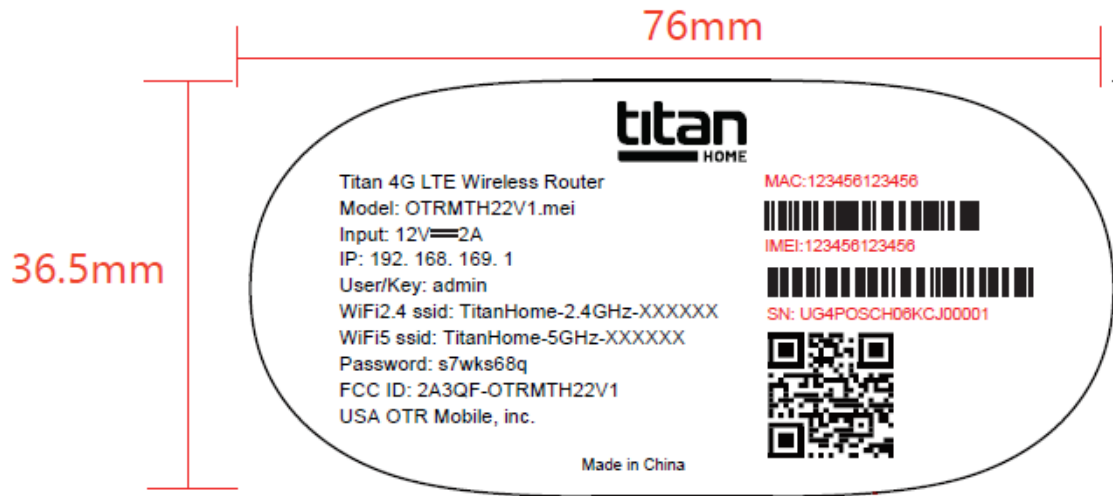 76mm
36.5mm
titan
HOME
Titan 4G LTE Wireless Router
Model: OTRMTH22V1.mei
Input: 12V⎓2A
IP: 192. 168. 169. 1
User/Key: admin
WiFi2.4 ssid: TitanHome-2.4GHz-XXXXXX
WiFi5 ssid: TitanHome-5GHz-XXXXXX
Password: s7wks68q
FCC ID: 2A3QF-OTRMTH22V1
USA OTR Mobile, inc.
MAC:123456123456
IMEI:123456123456
SN: UG4POSCH06KCJ00001
Made in China